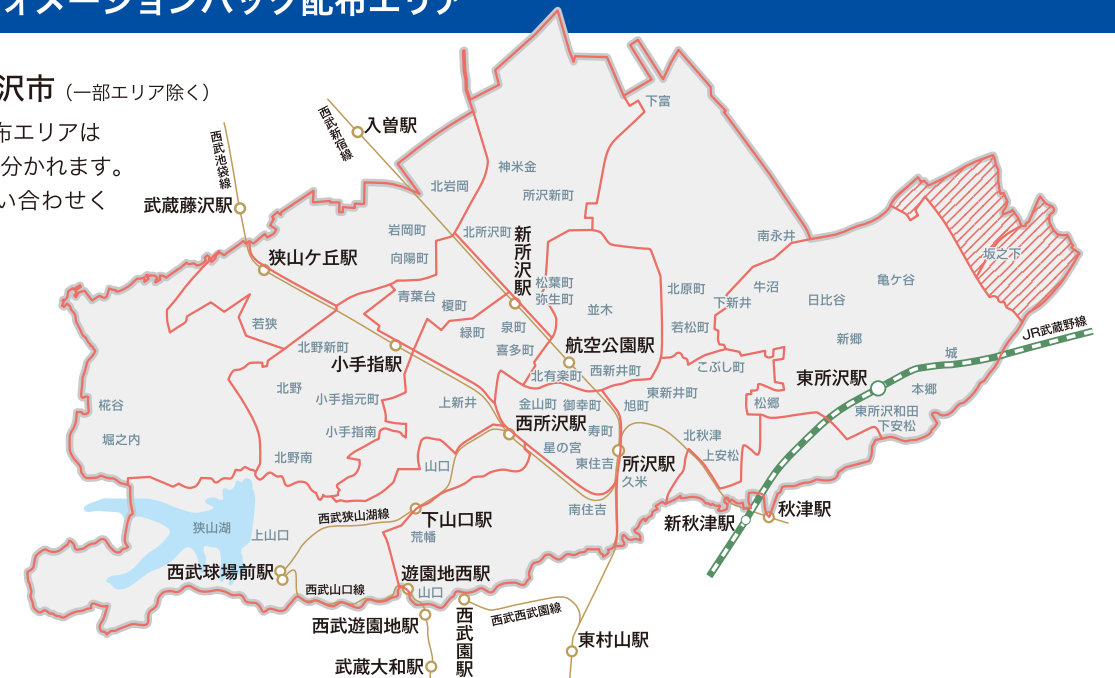 オメーションパック配布エリア
沢市（一部エリア除く）
布エリアは
分かれます。
い合わせく
西武池袋線
西武新宿線
入曽駅
武蔵藤沢駅
狭山ケ丘駅
下富
神米金
北岩岡
所沢新町
岩岡町
北所沢町
新所沢駅
向陽町
南永井
坂之下
松葉町
弥生町
青葉台
榎町
並木
北原町
下新井
牛沼
日比谷
亀ケ谷
若狭
緑町
泉町
若松町
新郷
JR武蔵野線
北野新町
喜多町
航空公園駅
城
小手指駅
北有楽町
西新井町
こぶし町
東所沢駅
北野
小手指元町
東新井町
本郷
椛谷
上新井
金山町
御幸町
旭町
松郷
東所沢和田
下安松
堀之内
小手指南
西所沢駅
寿町
北秋津
星の宮
北野南
山口
東住吉
所沢駅
上安松
久米
狭山湖
上山口
西武狭山湖線
下山口駅
南住吉
新秋津駅
秋津駅
荒幡
西武球場前駅
西武山口線
遊園地西駅
山口
西武遊園地駅
西武園駅
西武西武園線
東村山駅
武蔵大和駅